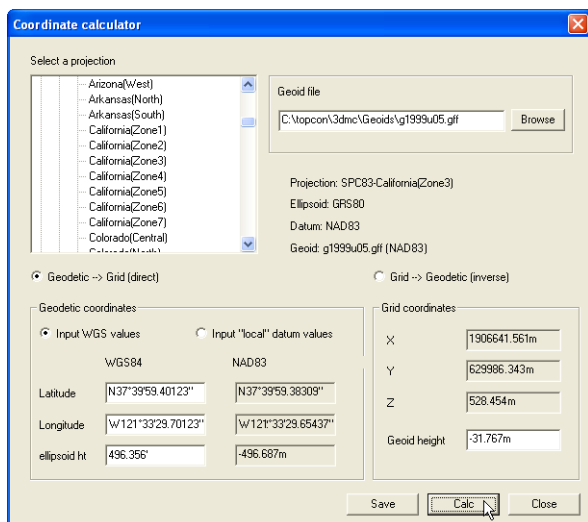 Coordinate calculator
Select a projection
Arizona(West)
Arkansas(North)
Arkansas(South)
California(Zone1)
California(Zone2)
California(Zone3)
California(Zone4)
California(Zone5)
California(Zone6)
California(Zone7)
Colorado(Central)
Colorado(North)
Geoid file
C:\topcon\3dmc\Geoids\g1999u05.gff
Browse
Projection: SPC83-California(Zone3)
Ellipsoid: GRS80
Datum: NAD83
Geoid: g1999u05.gff (NAD83)
Geodetic --> Grid (direct)
Grid --> Geodetic (inverse)
Geodetic coordinates
Input WGS values
Input "local" datum values
WGS84
NAD83
Latitude
N37°39'59.40123"
N37°39'59.38309"
Longitude
W121°33'29.70123"
W121°33'29.65437"
ellipsoid ht
496.356'
-496.687m
Grid coordinates
X
1906641.561m
Y
629986.343m
Z
528.454m
Geoid height
-31.767m
Save
Calc
Close